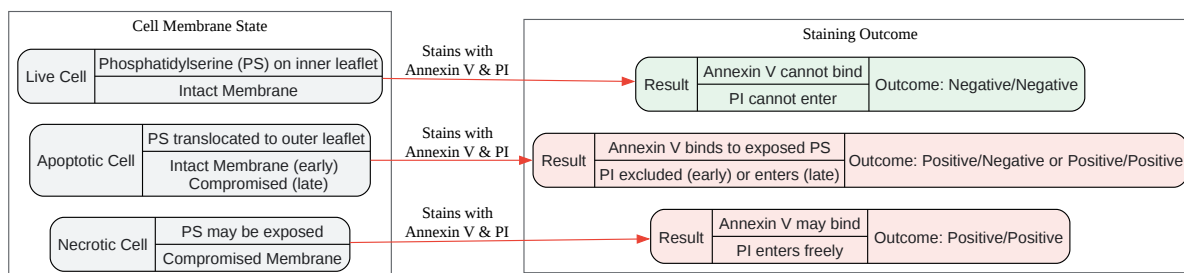 Cell Membrane State
Live Cell
Phosphatidylserine (PS) on inner leaflet
Intact Membrane
Stains with
Annexin V & PI
Apoptotic Cell
PS translocated to outer leaflet
Intact Membrane (early)
Compromised (late)
Stains with
Annexin V & PI
Necrotic Cell
PS may be exposed
Compromised Membrane
Stains with
Annexin V & PI
Staining Outcome
Result
Annexin V cannot bind
PI cannot enter
Outcome: Negative/Negative
Result
Annexin V binds to exposed PS
PI excluded (early) or enters (late)
Outcome: Positive/Negative or Positive/Positive
Result
Annexin V may bind
PI enters freely
Outcome: Positive/Positive